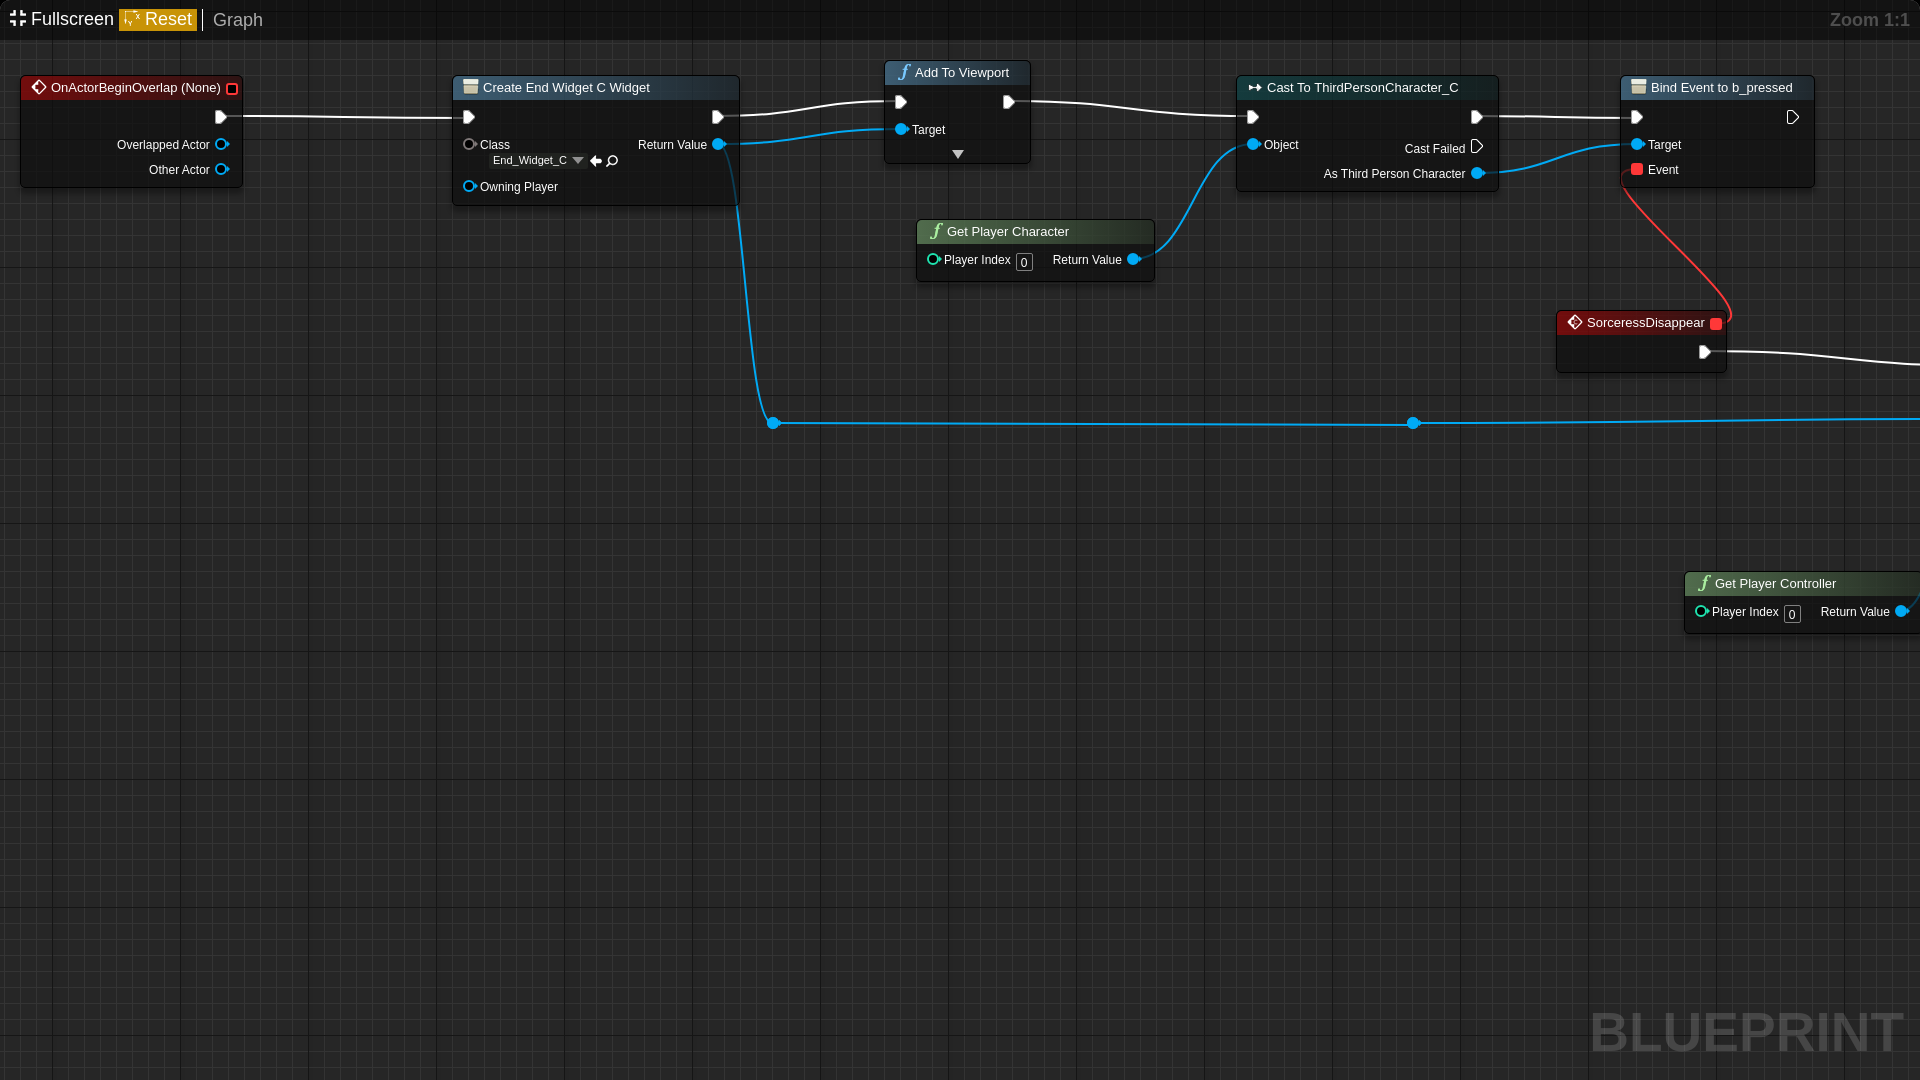 Fullscreen Reset Graph
Zoom 1:1
OnActorBeginOverlap (None)
Overlapped Actor
Other Actor
Create End Widget C Widget
Class
Return Value
End_Widget_C
Owning Player
Add To Viewport
Target
Get Player Character
Player Index 0 Return Value
Cast To ThirdPersonCharacter_C
Object
Cast Failed
As Third Person Character
Bind Event to b_pressed
Target
Event
SorceressDisappear
Get Player Controller
Player Index 0 Return Value
BLUEPRINT